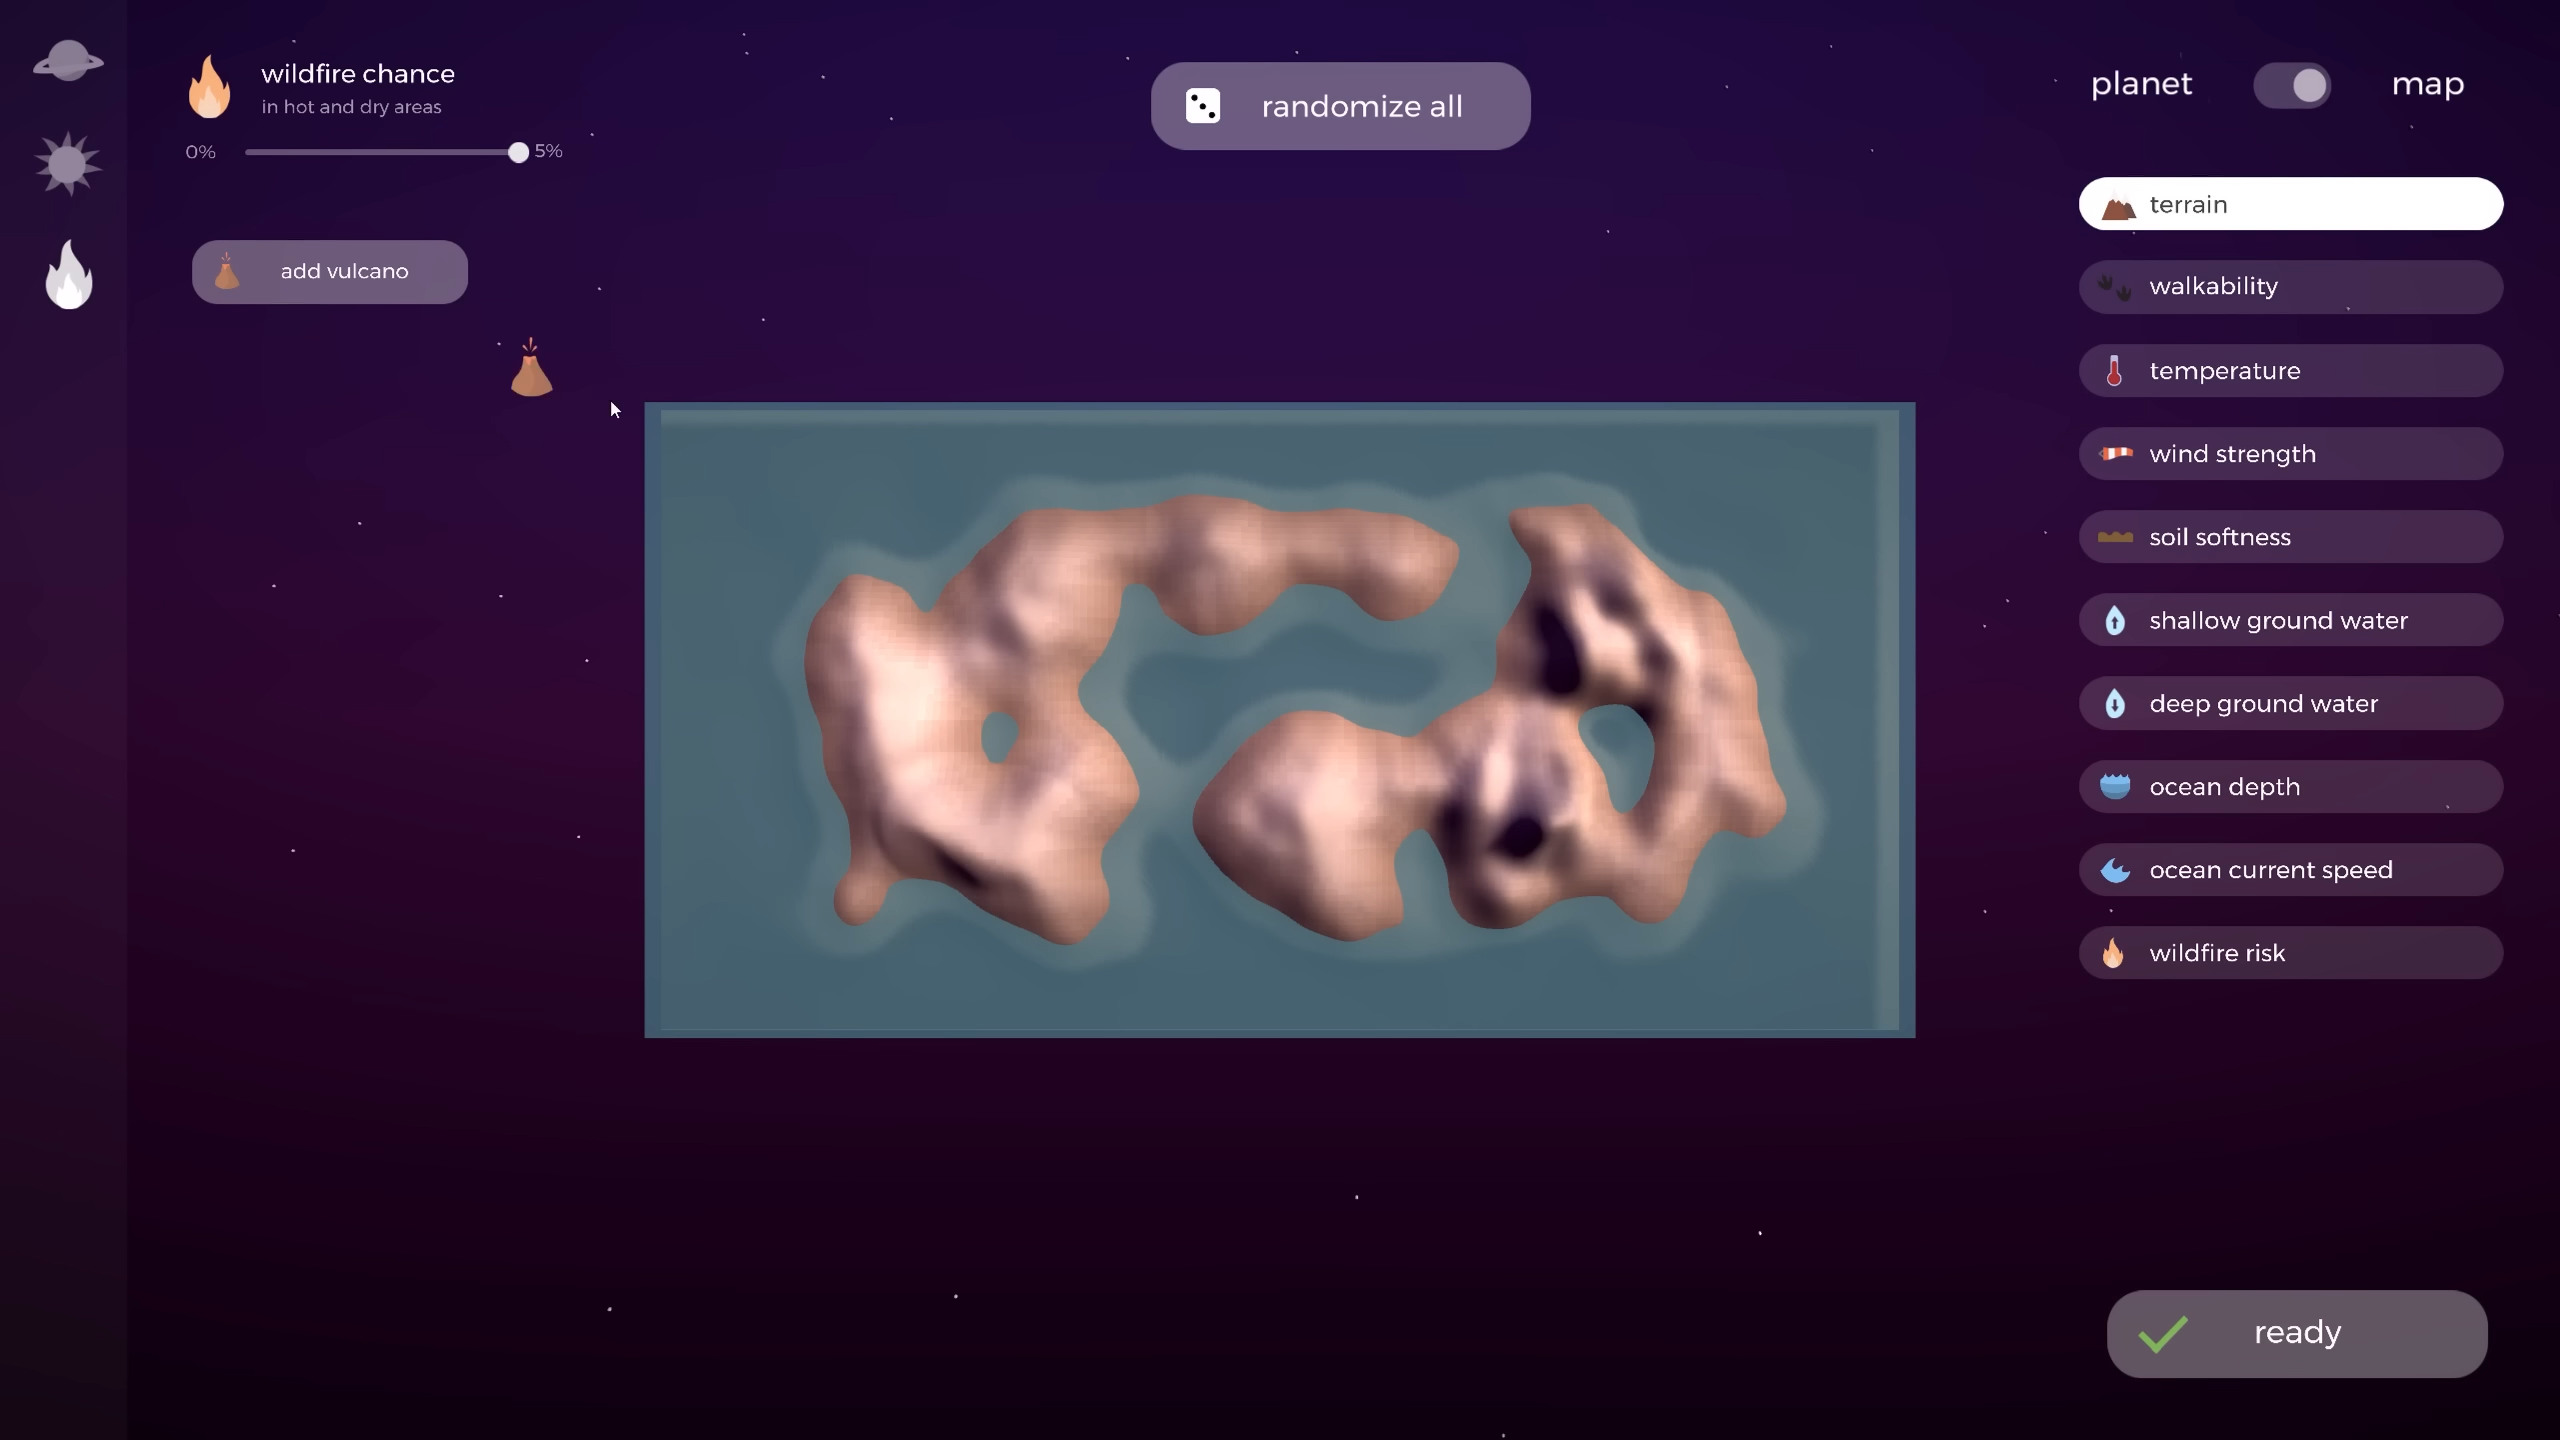 wildfire chance
in hot and dry areas
0%
5%
add vulcano
randomize all
planet
map
terrain
walkability
temperature
wind strength
soil softness
shallow ground water
deep ground water
ocean depth
ocean current speed
wildfire risk
ready